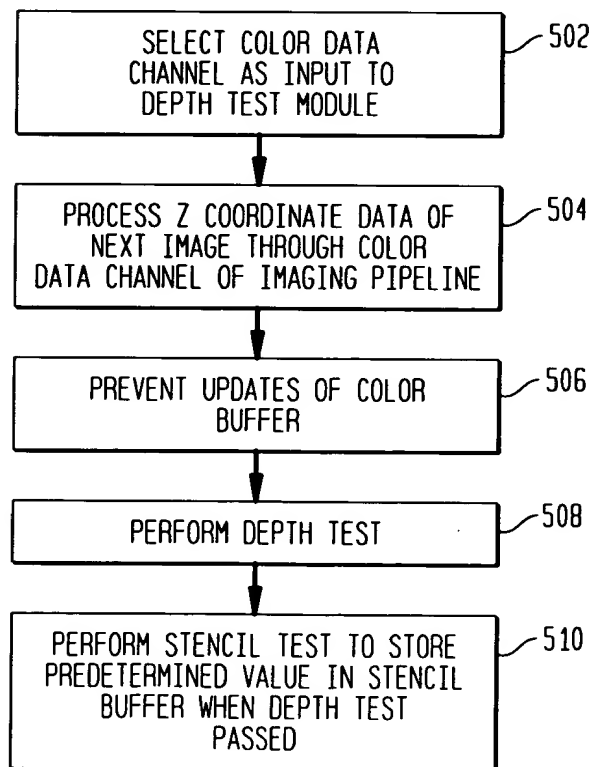 SELECT COLOR DATA
CHANNEL AS INPUT TO
DEPTH TEST MODULE
502
PROCESS Z COORDINATE DATA OF
NEXT IMAGE THROUGH COLOR
DATA CHANNEL OF IMAGING PIPELINE
504
PREVENT UPDATES OF COLOR
BUFFER
506
PERFORM DEPTH TEST
508
PERFORM STENCIL TEST TO STORE
PREDETERMINED VALUE IN STENCIL
BUFFER WHEN DEPTH TEST
PASSED
510